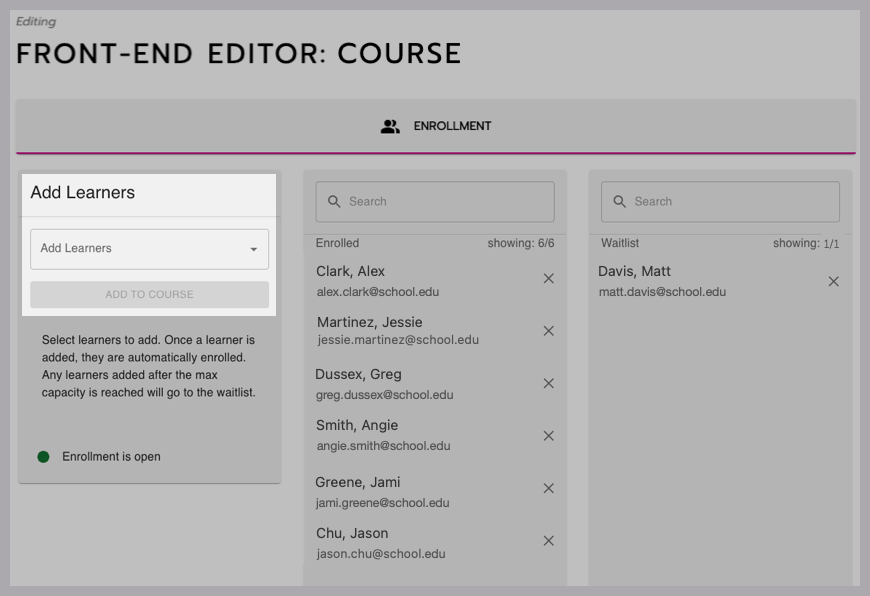 Editing
FRONT-END EDITOR: COURSE
ENROLLMENT
Add Learners
Add Learners
ADD TO COURSE
Select learners to add. Once a learner is
added, they are automatically enrolled.
Any learners added after the max
capacity is reached will go to the waitlist.
Enrollment is open
Search
Enrolled showing: 6/6
Clark, Alex
alex.clark@school.edu
Martinez, Jessie
jessie.martinez@school.edu
Dussex, Greg
greg.dussex@school.edu
Smith, Angie
angie.smith@school.edu
Greene, Jami
jami.greene@school.edu
Chu, Jason
jason.chu@school.edu
Search
Waitlist showing: 1/1
Davis, Matt
matt.davis@school.edu